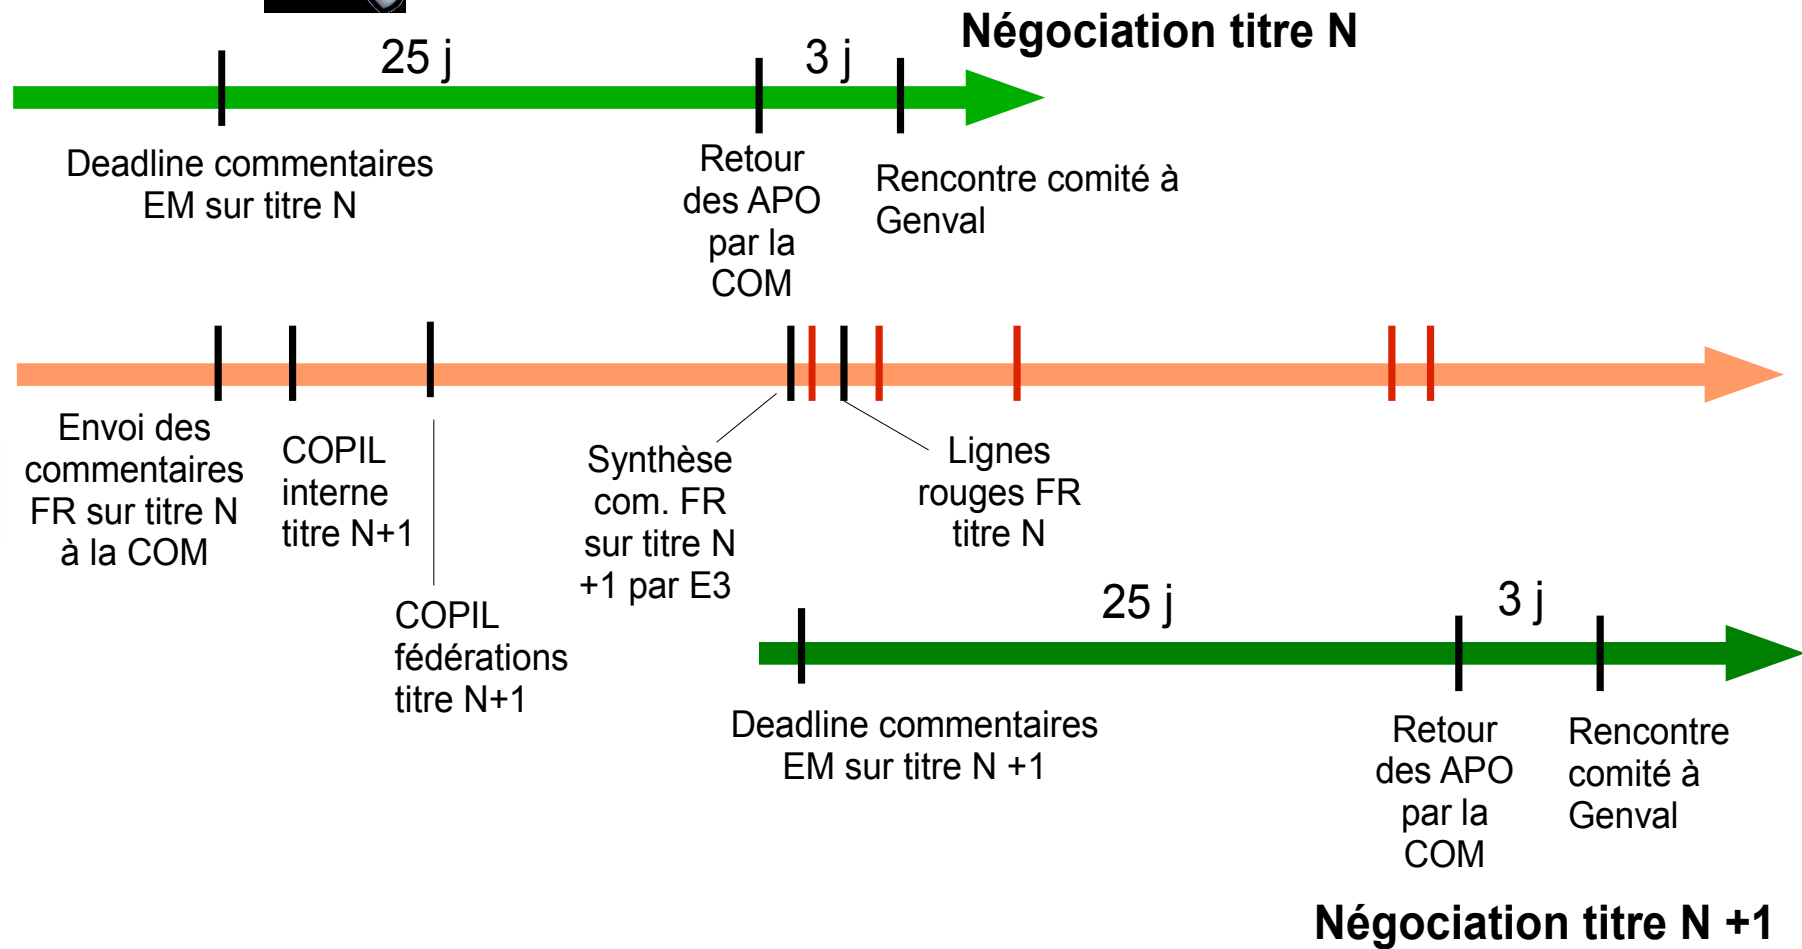 Négociation titre N
25 j
3 j
Deadline commentaires
EM sur titre N
Retour
des APO
par la
COM
Rencontre comité à
Genval
Envoi des
commentaires
FR sur titre N
à la COM
COPIL
interne
titre N+1
COPIL
fédérations
titre N+1
Synthèse
com. FR
sur titre N
+1 par E3
Lignes
rouges FR
titre N
25 j
3 j
Deadline commentaires
EM sur titre N +1
Retour
des APO
par la
COM
Rencontre
comité à
Genval
Négociation titre N +1